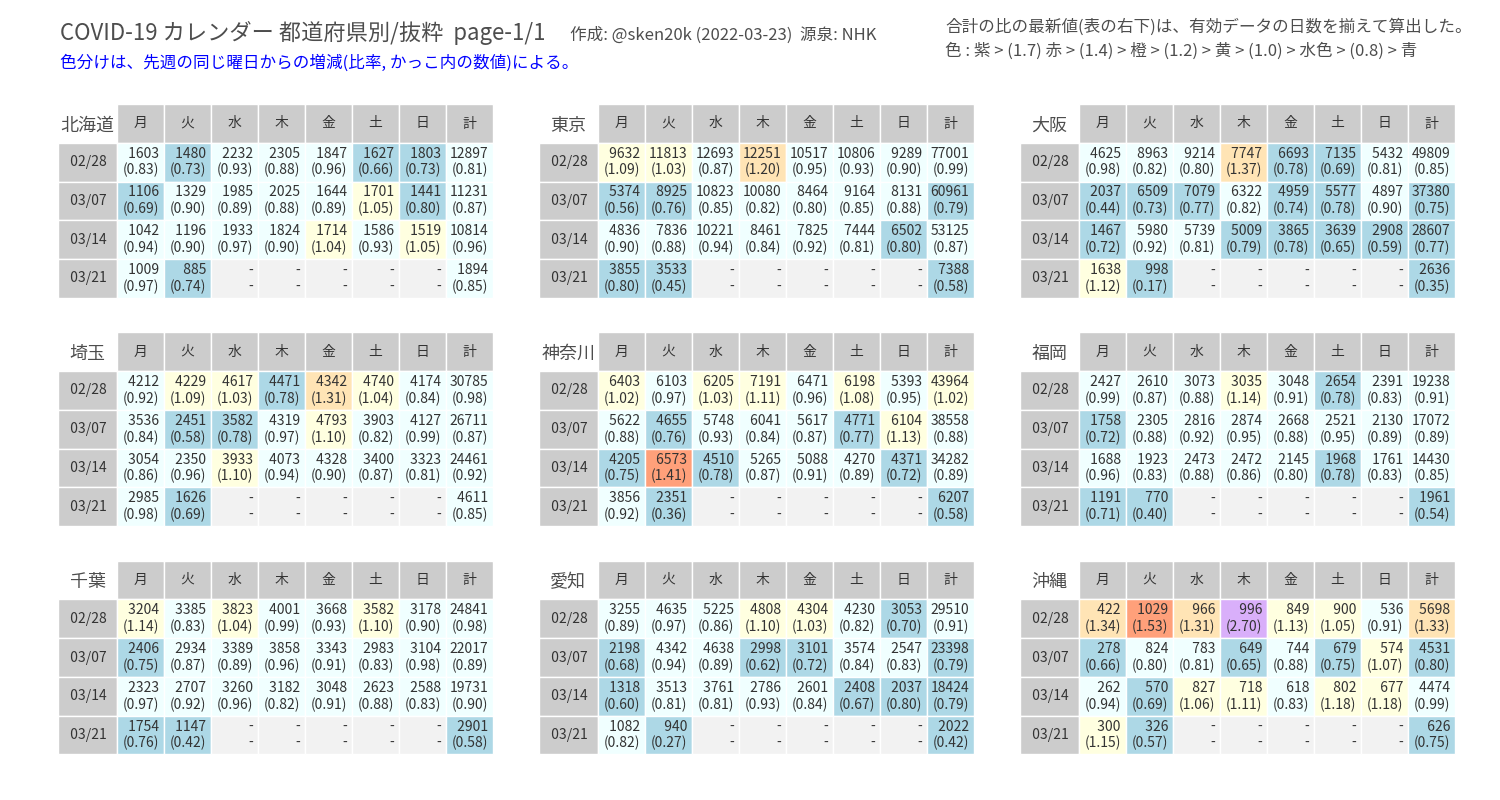 COVID-19 カレンダー 都道府県別/抜粋 page-1/1 作成: @sken20k (2022-03-23) 源泉: NHK
色分けは、先週の同じ曜日からの増減(比率, かっこ内の数値)による。
合計の比の最新値(表の右下)は、有効データの日数を揃えて算出した。
色 : 紫 > (1.7) 赤 > (1.4) > 橙 > (1.2) > 黄 > (1.0) > 水色 > (0.8) > 青
北海道 月 火 水 木 金 土 日 計
02/28 1603 1480 2232 2305 1847 1627 1803 12897
(0.83) (0.73) (0.93) (0.88) (0.96) (0.66) (0.73) (0.81)
03/07 1106 1329 1985 2025 1644 1701 1441 11231
(0.69) (0.90) (0.89) (0.88) (0.89) (1.05) (0.80) (0.87)
03/14 1042 1196 1933 1824 1714 1586 1519 10814
(0.94) (0.90) (0.97) (0.90) (1.04) (0.93) (1.05) (0.96)
03/21 1009 885 - - - - - 1894
(0.97) (0.74) - - - - - (0.85)
東京 月 火 水 木 金 土 日 計
02/28 9632 11813 12693 12251 10517 10806 9289 77001
(1.09) (1.03) (0.87) (1.20) (0.95) (0.93) (0.90) (0.99)
03/07 5374 8925 10823 10080 8464 9164 8131 60961
(0.56) (0.76) (0.85) (0.82) (0.80) (0.85) (0.88) (0.79)
03/14 4836 7836 10221 8461 7825 7444 6502 53125
(0.90) (0.88) (0.94) (0.84) (0.92) (0.81) (0.80) (0.87)
03/21 3855 3533 - - - - - 7388
(0.80) (0.45) - - - - - (0.58)
大阪 月 火 水 木 金 土 日 計
02/28 4625 8963 9214 7747 6693 7135 5432 49809
(0.98) (0.82) (0.80) (1.37) (0.78) (0.69) (0.81) (0.85)
03/07 2037 6509 7079 6322 4959 5577 4897 37380
(0.44) (0.73) (0.77) (0.82) (0.74) (0.78) (0.90) (0.75)
03/14 1467 5980 5739 5009 3865 3639 2908 28607
(0.72) (0.92) (0.81) (0.79) (0.78) (0.65) (0.59) (0.77)
03/21 1638 998 - - - - - 2636
(1.12) (0.17) - - - - - (0.35)
埼玉 月 火 水 木 金 土 日 計
02/28 4212 4229 4617 4471 4342 4740 4174 30785
(0.92) (1.09) (1.03) (0.78) (1.31) (1.04) (0.84) (0.98)
03/07 3536 2451 3582 4319 4793 3903 4127 26711
(0.84) (0.58) (0.78) (0.97) (1.10) (0.82) (0.99) (0.87)
03/14 3054 2350 3933 4073 4328 3400 3323 24461
(0.86) (0.96) (1.10) (0.94) (0.90) (0.87) (0.81) (0.92)
03/21 2985 1626 - - - - - 4611
(0.98) (0.69) - - - - - (0.85)
神奈川 月 火 水 木 金 土 日 計
02/28 6403 6103 6205 7191 6471 6198 5393 43964
(1.02) (0.97) (1.03) (1.11) (0.96) (1.08) (0.95) (1.02)
03/07 5622 4655 5748 6041 5617 4771 6104 38558
(0.88) (0.76) (0.93) (0.84) (0.87) (0.77) (1.13) (0.88)
03/14 4205 6573 4510 5265 5088 4270 4371 34282
(0.75) (1.41) (0.78) (0.87) (0.91) (0.89) (0.72) (0.89)
03/21 3856 2351 - - - - - 6207
(0.92) (0.36) - - - - - (0.58)
福岡 月 火 水 木 金 土 日 計
02/28 2427 2610 3073 3035 3048 2654 2391 19238
(0.99) (0.87) (0.88) (1.14) (0.91) (0.78) (0.83) (0.91)
03/07 1758 2305 2816 2874 2668 2521 2130 17072
(0.72) (0.88) (0.92) (0.95) (0.88) (0.95) (0.89) (0.89)
03/14 1688 1923 2473 2472 2145 1968 1761 14430
(0.96) (0.83) (0.88) (0.86) (0.80) (0.78) (0.83) (0.85)
03/21 1191 770 - - - - - 1961
(0.71) (0.40) - - - - - (0.54)
千葉 月 火 水 木 金 土 日 計
02/28 3204 3385 3823 4001 3668 3582 3178 24841
(1.14) (0.83) (1.04) (0.99) (0.93) (1.10) (0.90) (0.98)
03/07 2406 2934 3389 3858 3343 2983 3104 22017
(0.75) (0.87) (0.89) (0.96) (0.91) (0.83) (0.98) (0.89)
03/14 2323 2707 3260 3182 3048 2623 2588 19731
(0.97) (0.92) (0.96) (0.82) (0.91) (0.88) (0.83) (0.90)
03/21 1754 1147 - - - - - 2901
(0.76) (0.42) - - - - - (0.58)
愛知 月 火 水 木 金 土 日 計
02/28 3255 4635 5225 4808 4304 4230 3053 29510
(0.89) (0.97) (0.86) (1.10) (1.03) (0.82) (0.70) (0.91)
03/07 2198 4342 4638 2998 3101 3574 2547 23398
(0.68) (0.94) (0.89) (0.62) (0.72) (0.84) (0.83) (0.79)
03/14 1318 3513 3761 2786 2601 2408 2037 18424
(0.60) (0.81) (0.81) (0.93) (0.84) (0.67) (0.80) (0.79)
03/21 1082 940 - - - - - 2022
(0.82) (0.27) - - - - - (0.42)
沖縄 月 火 水 木 金 土 日 計
02/28 422 1029 966 996 849 900 536 5698
(1.34) (1.53) (1.31) (2.70) (1.13) (1.05) (0.91) (1.33)
03/07 278 824 783 649 744 679 574 4531
(0.66) (0.80) (0.81) (0.65) (0.88) (0.75) (1.07) (0.80)
03/14 262 570 827 718 618 802 677 4474
(0.94) (0.69) (1.06) (1.11) (0.83) (1.18) (1.18) (0.99)
03/21 300 326 - - - - - 626
(1.15) (0.57) - - - - - (0.75)